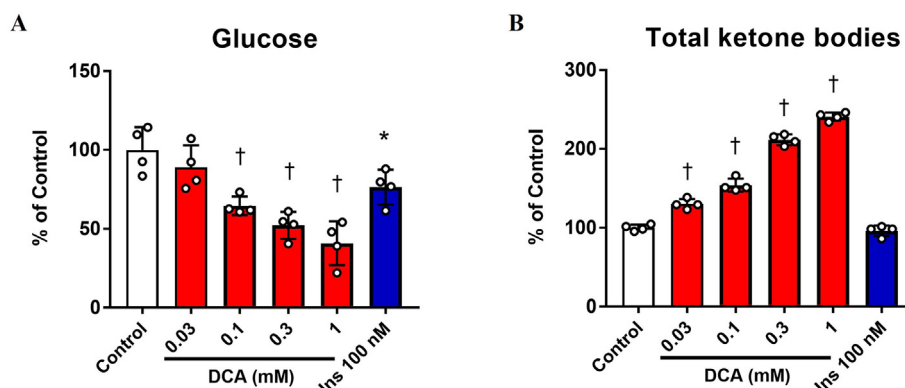 A
Glucose
% of Control
150
100
50
0
†
†
†
*
Control
0.03
0.1
0.3
1
Ins 100 nM
DCA (mM)
B
Total ketone bodies
% of Control
300
200
100
0
†
†
†
†
Control
0.03
0.1
0.3
1
Ins 100 nM
DCA (mM)